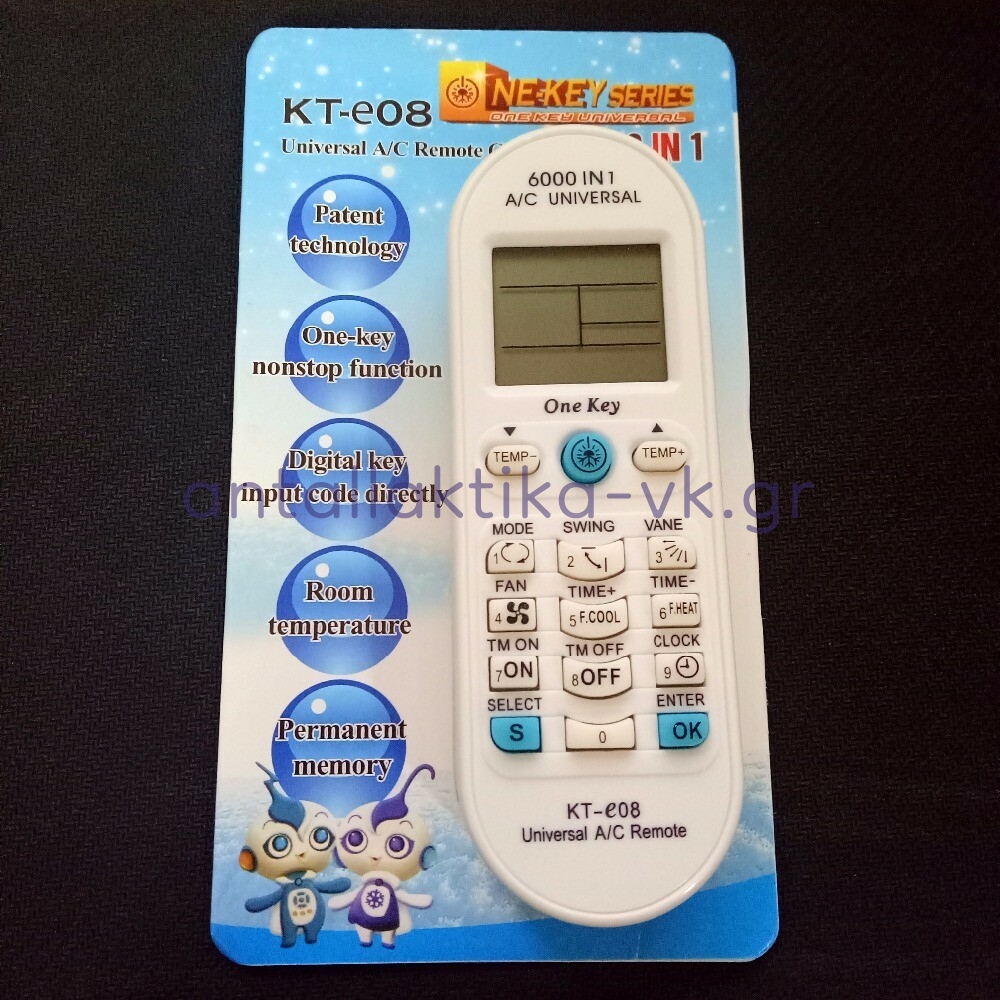 NE-KEY SERIES
ONE KEY UNIVERSAL
KT-e08
Universal A/C Remote
IN 1
Patent
technology
One-key
nonstop function
Digital key
input code directly
Room
temperature
Permanent
memory
6000 IN 1
A/C UNIVERSAL
One Key
▼ ▲
TEMP- TEMP+
antallaktika-vk.gr
MODE SWING VANE
1 2 3
FAN TIME+ TIME-
4 5 F.COOL 6 F.HEAT
TM ON TM OFF CLOCK
7 ON 8 OFF 9
SELECT ENTER
S 0 OK
KT-e08
Universal A/C Remote